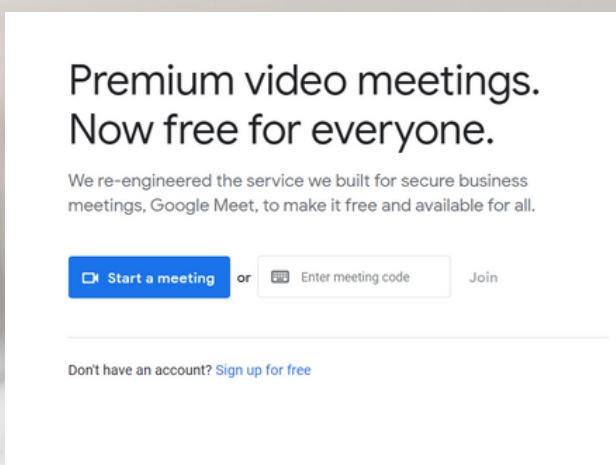 Premium video meetings.
Now free for everyone.
We re-engineered the service we built for secure business
meetings, Google Meet, to make it free and available for all.
Start a meeting or Enter meeting code Join
Don't have an account? Sign up for free